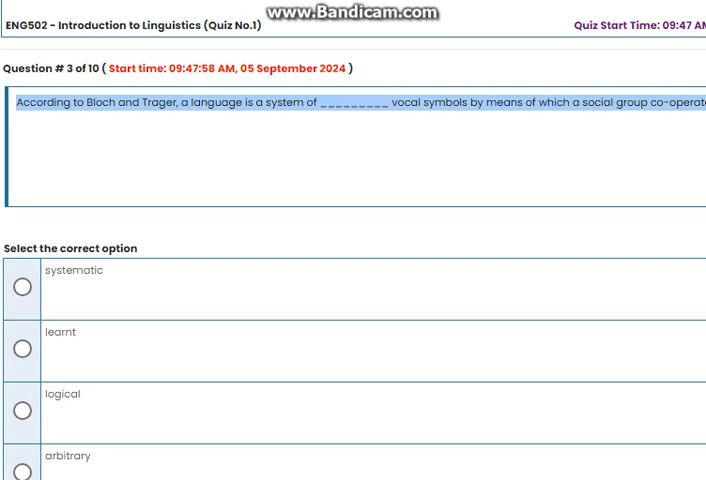 www.Bandicam.com
ENG502 - Introduction to Linguistics (Quiz No.1)
Quiz Start Time: 09:47 AM
Question # 3 of 10 ( Start time: 09:47:58 AM, 05 September 2024 )
According to Bloch and Trager, a language is a system of _________ vocal symbols by means of which a social group co-operate
Select the correct option
systematic
learnt
logical
arbitrary